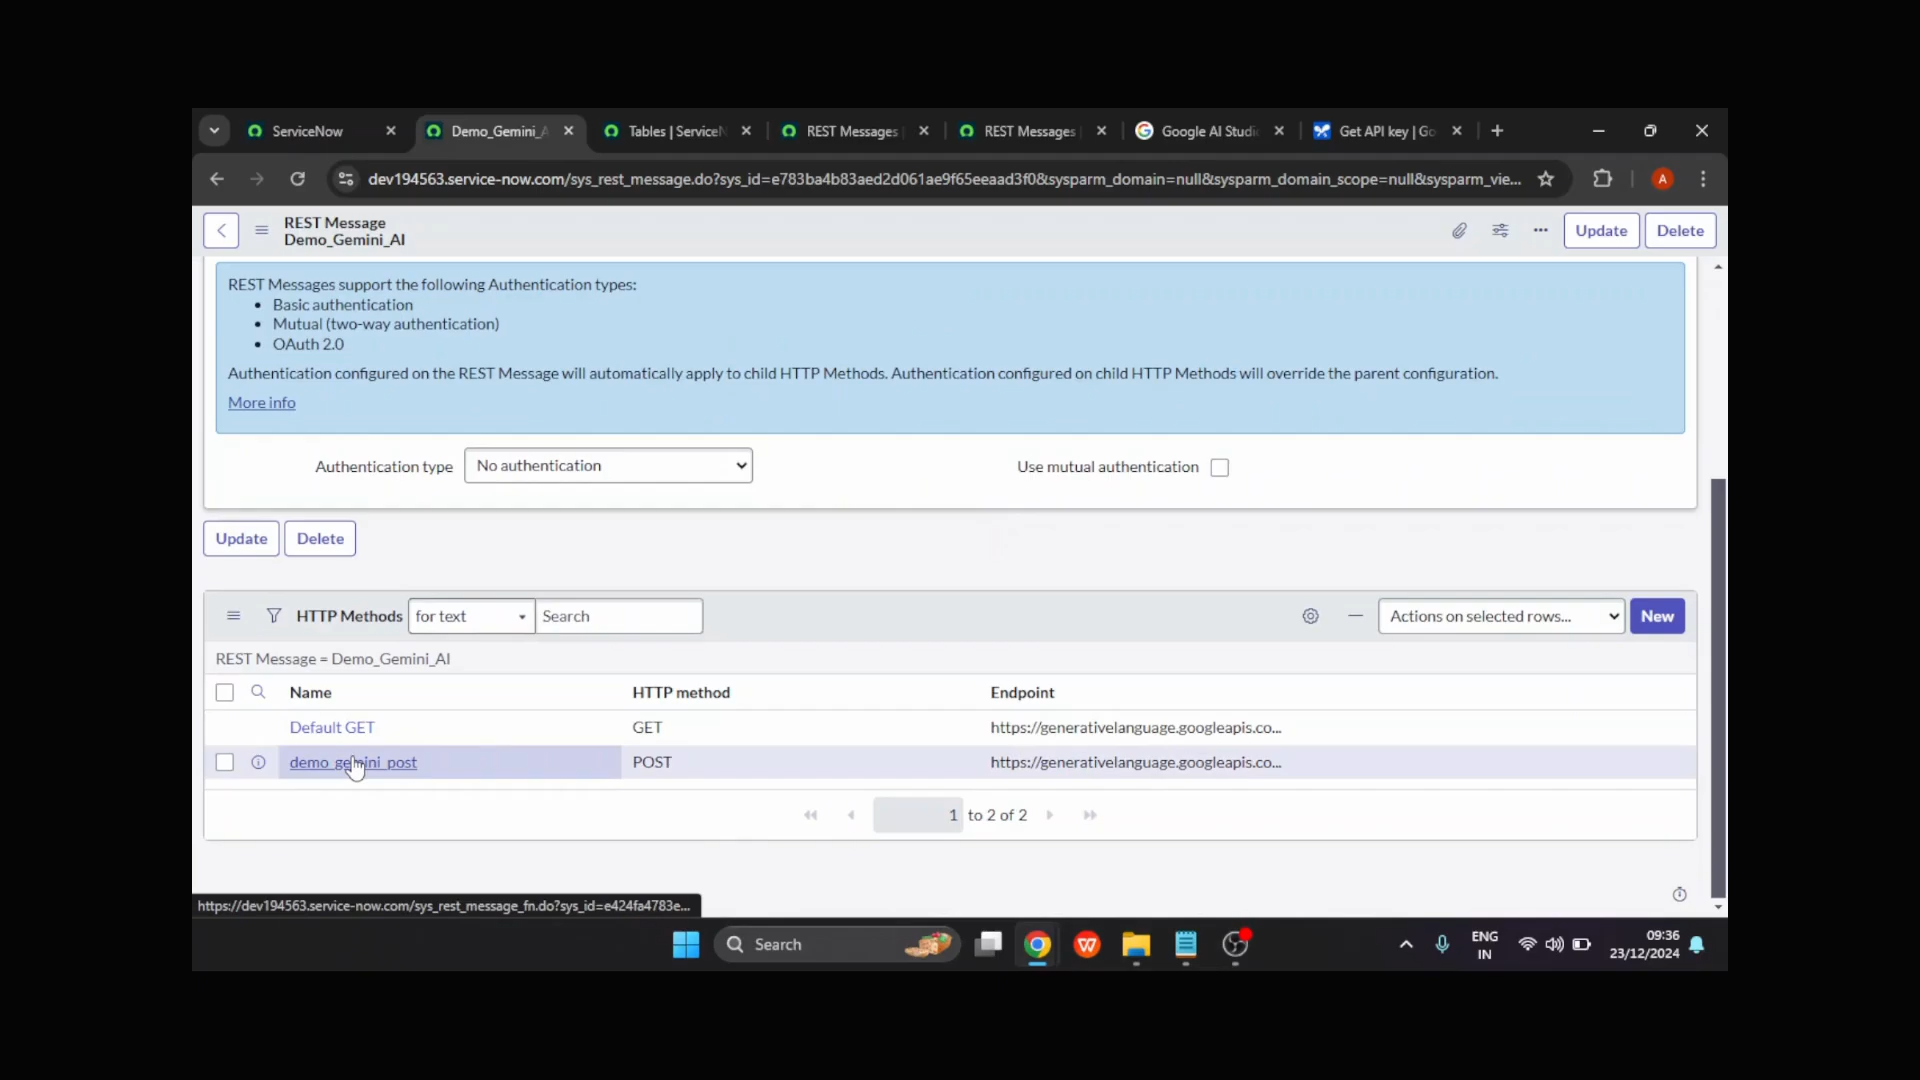 ServiceNow
Demo_Gemini_A
Tables | ServiceN
REST Messages
REST Messages
Google AI Studi
Get API key | Go
dev194563.service-now.com/sys_rest_message.do?sys_id=e783ba4b83aed2d061ae9f65eeaad3f0&sysparm_domain=null&sysparm_domain_scope=null&sysparm_vie...
A
REST Message
Demo_Gemini_AI
Update
Delete
REST Messages support the following Authentication types:
• Basic authentication
• Mutual (two-way authentication)
• OAuth 2.0
Authentication configured on the REST Message will automatically apply to child HTTP Methods. Authentication configured on child HTTP Methods will override the parent configuration.
More info
Authentication type
No authentication
Use mutual authentication
Update
Delete
HTTP Methods
for text
Search
Actions on selected rows...
New
REST Message = Demo_Gemini_AI
Name
HTTP method
Endpoint
Default GET
GET
https://generativelanguage.googleapis.co...
demo_gemini_post
POST
https://generativelanguage.googleapis.co...
1 to 2 of 2
https://dev194563.service-now.com/sys_rest_message_fn.do?sys_id=e424fa4783e...
Search
ENG
IN
09:36
23/12/2024